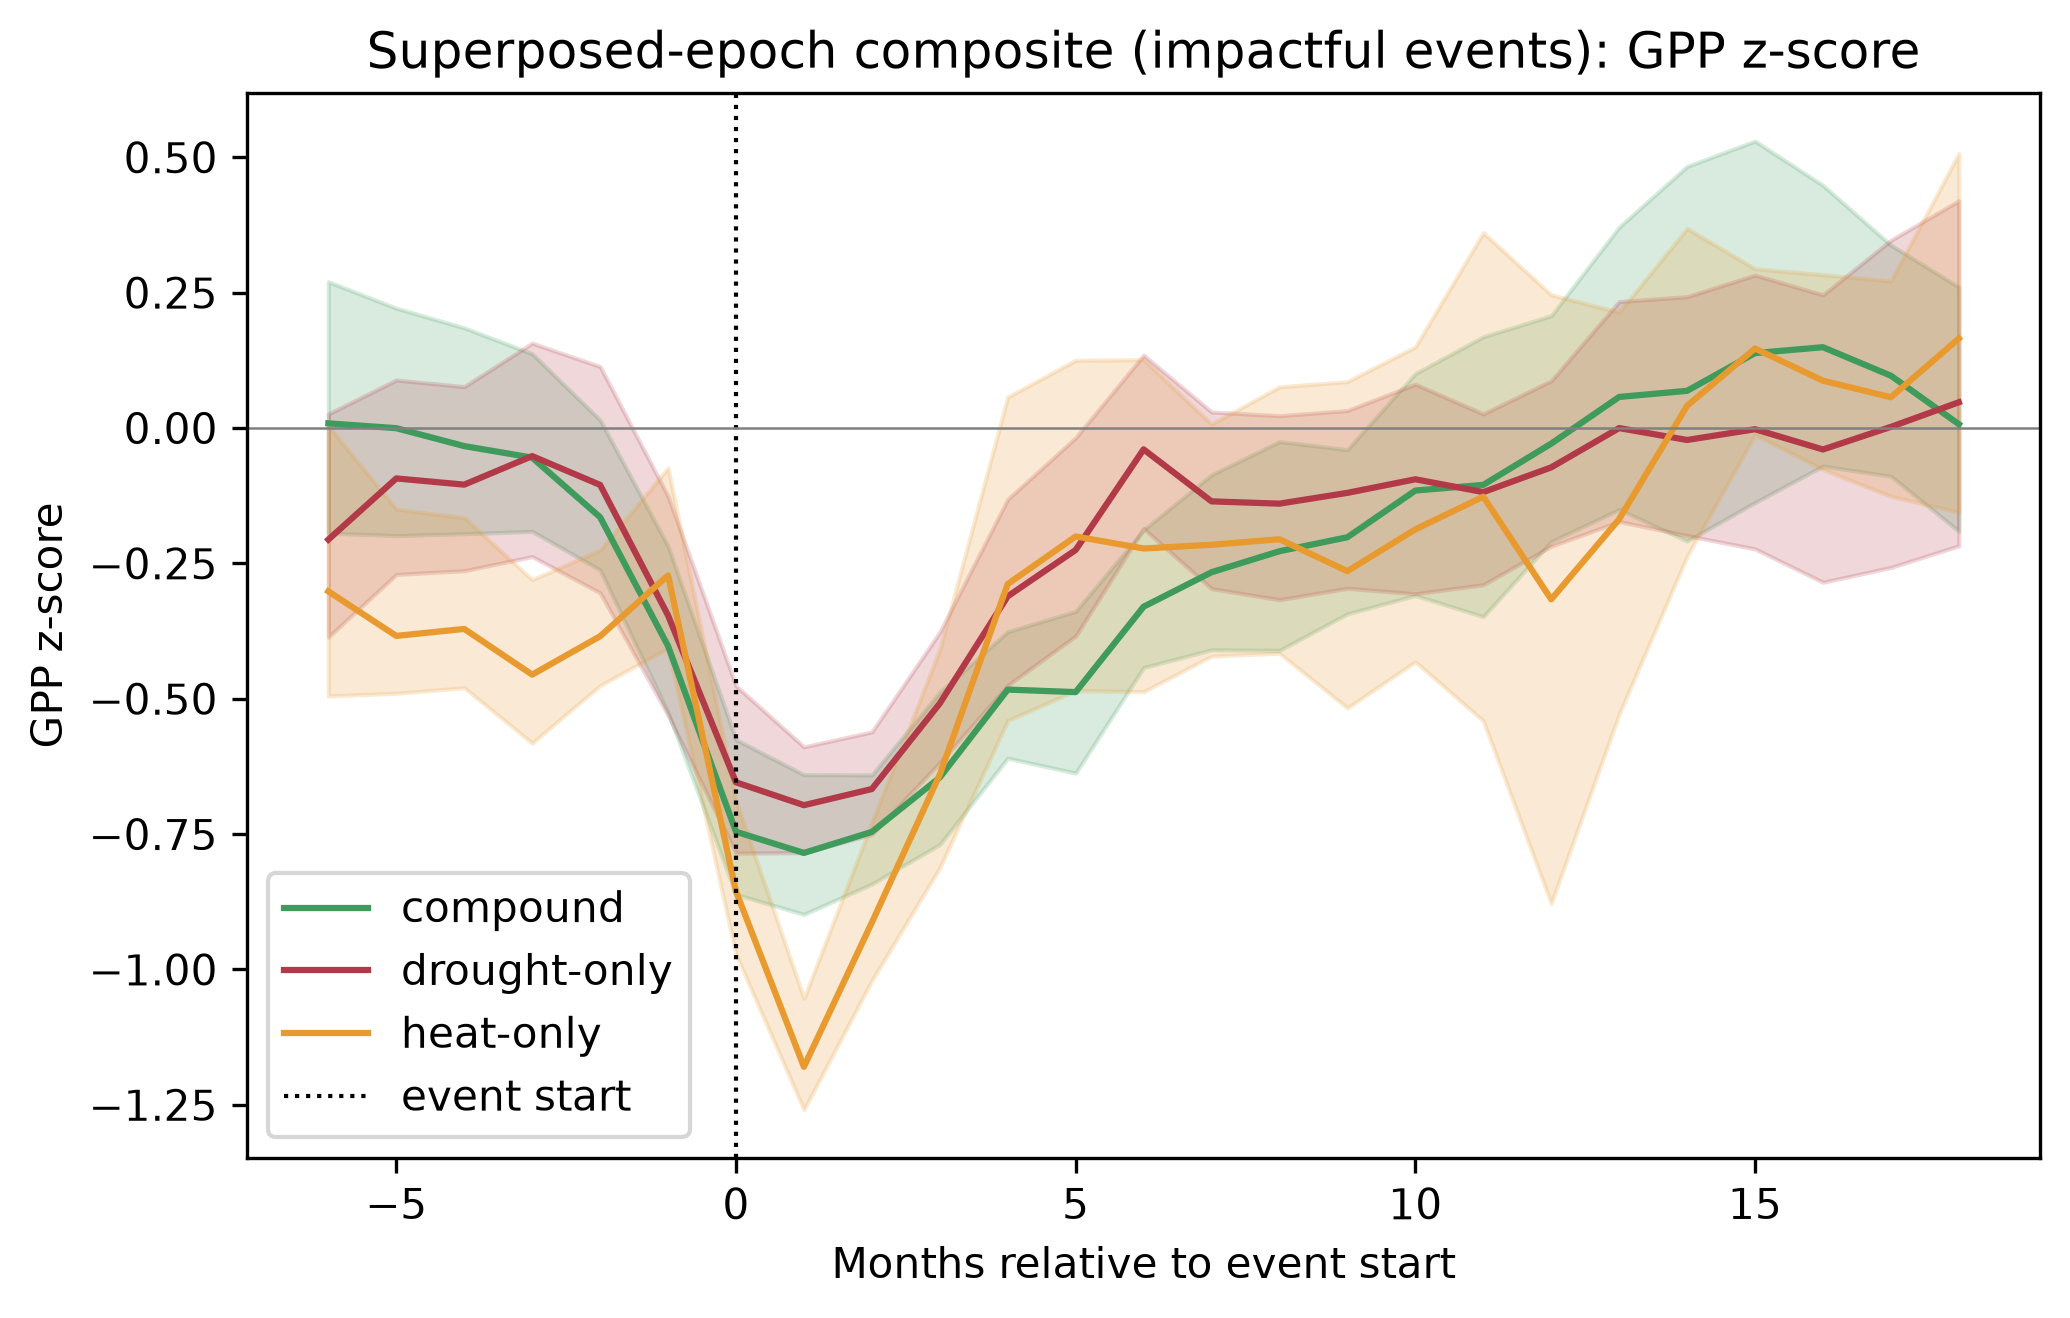 Superposed-epoch composite (impactful events): GPP z-score
GPP z-score
0.50
0.25
0.00
−0.25
−0.50
−0.75
−1.00
−1.25
compound
drought-only
heat-only
event start
−5
0
5
10
15
Months relative to event start